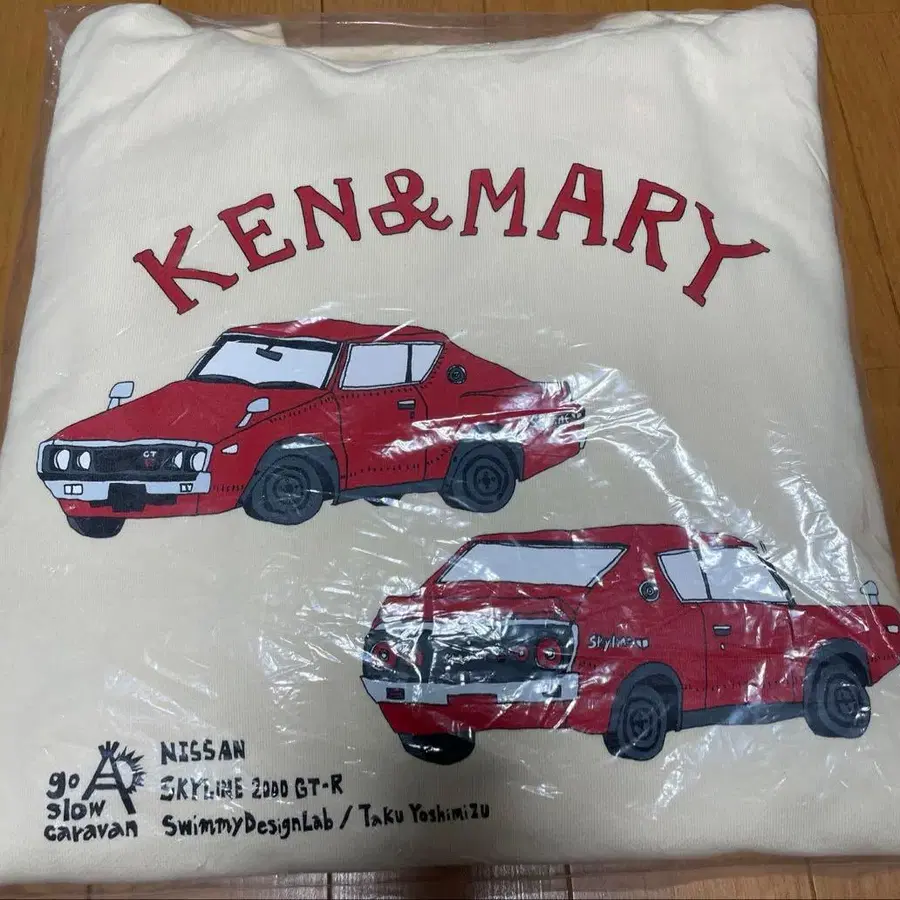 KEN&MARY
GT
Skyline
go slow caravan
NISSAN
SKYLINE 2000 GT-R
SwimmyDesignLab / Taku Yoshimizu